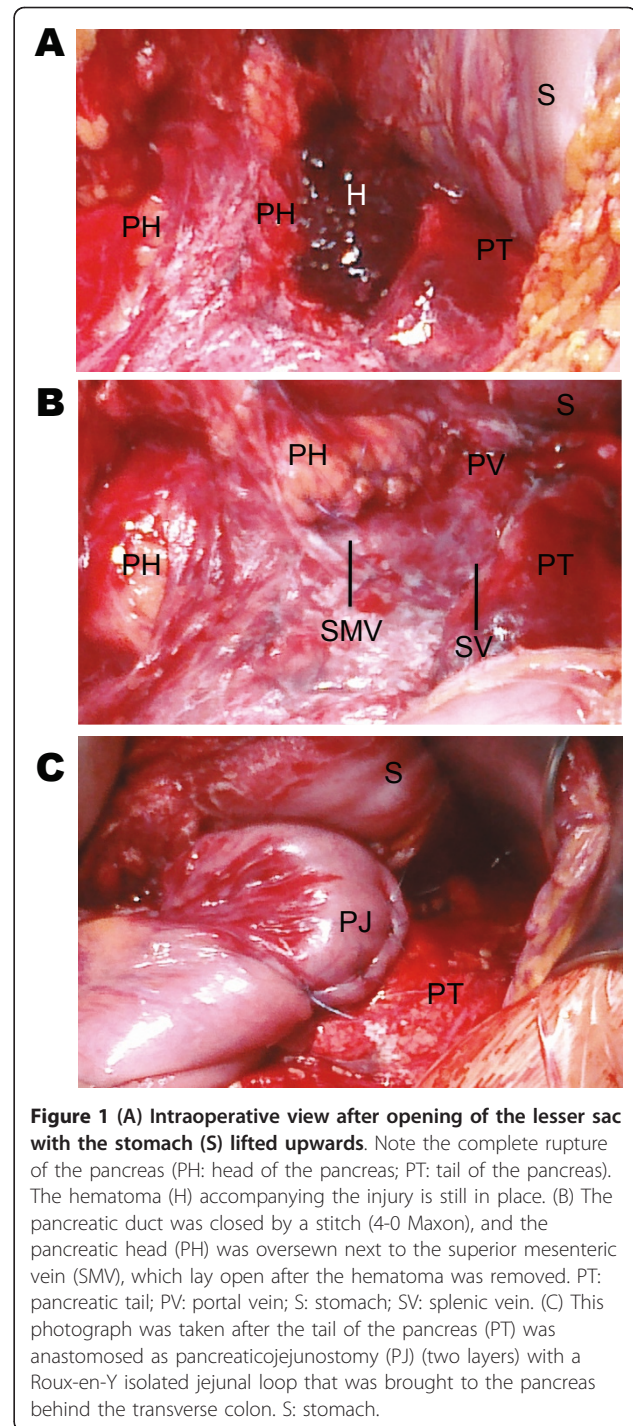 A
S
H
PH
PH
PT
B
S
PH
PV
PH
PT
SMV
SV
C
S
PJ
PT
Figure 1 (A) Intraoperative view after opening of the lesser sac
with the stomach (S) lifted upwards. Note the complete rupture
of the pancreas (PH: head of the pancreas; PT: tail of the pancreas).
The hematoma (H) accompanying the injury is still in place. (B) The
pancreatic duct was closed by a stitch (4-0 Maxon), and the
pancreatic head (PH) was oversewn next to the superior mesenteric
vein (SMV), which lay open after the hematoma was removed. PT:
pancreatic tail; PV: portal vein; S: stomach; SV: splenic vein. (C) This
photograph was taken after the tail of the pancreas (PT) was
anastomosed as pancreaticojejunostomy (PJ) (two layers) with a
Roux-en-Y isolated jejunal loop that was brought to the pancreas
behind the transverse colon. S: stomach.